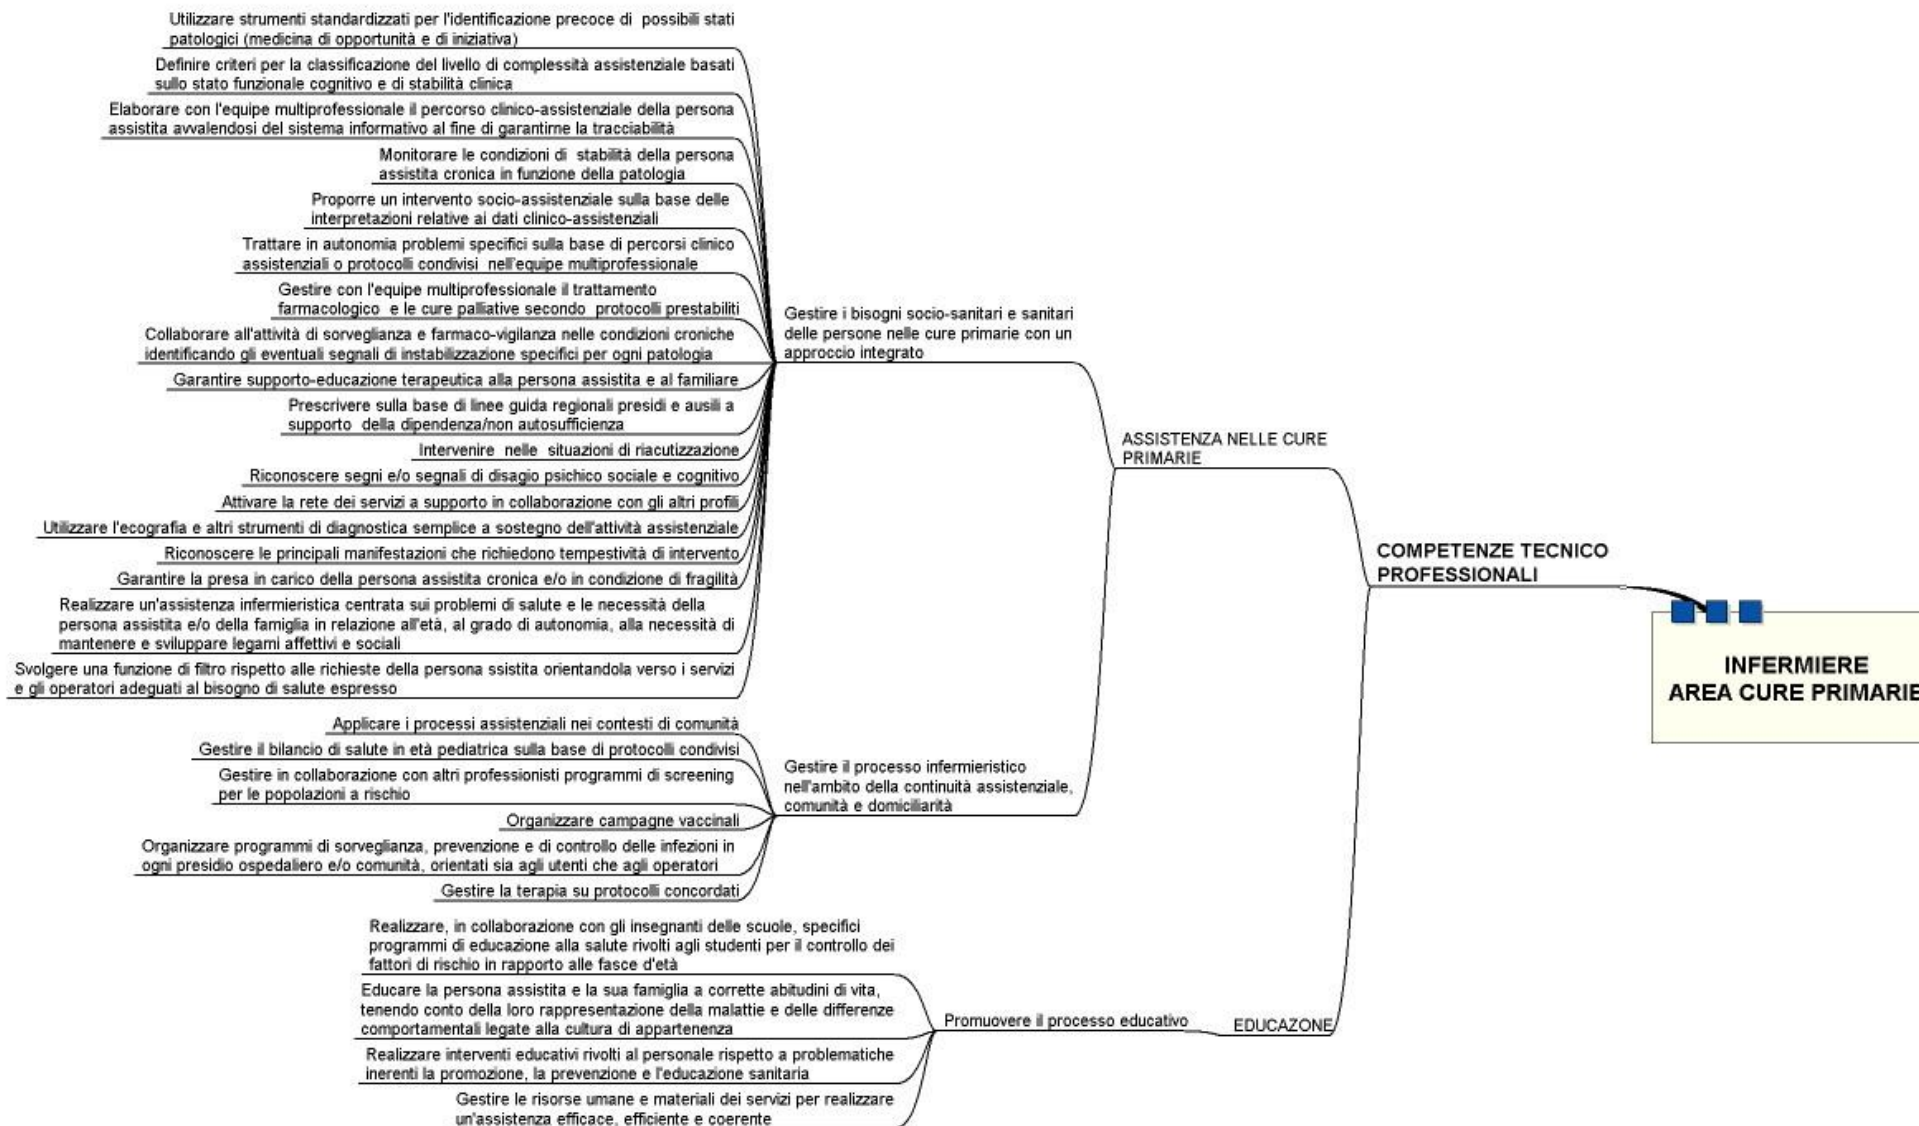 Utilizzare strumenti standardizzati per l'identificazione precoce di possibili stati
patologici (medicina di opportunità e di iniziativa)
Definire criteri per la classificazione del livello di complessità assistenziale basati
sullo stato funzionale cognitivo e di stabilità clinica
Elaborare con l'equipe multiprofessionale il percorso clinico-assistenziale della persona
assistita avvalendosi del sistema informativo al fine di garantirne la tracciabilità
Monitorare le condizioni di stabilità della persona
assistita cronica in funzione della patologia
Proporre un intervento socio-assistenziale sulla base delle
interpretazioni relative ai dati clinico-assistenziali
Trattare in autonomia problemi specifici sulla base di percorsi clinico
assistenziali o protocolli condivisi nell'equipe multiprofessionale
Gestire con l'equipe multiprofessionale il trattamento
farmacologico e le cure palliative secondo protocolli prestabiliti
Collaborare all'attività di sorveglianza e farmaco-vigilanza nelle condizioni croniche
identificando gli eventuali segnali di instabilizzazione specifici per ogni patologia
Garantire supporto-educazione terapeutica alla persona assistita e al familiare
Prescrivere sulla base di linee guida regionali presidi e ausili a
supporto della dipendenza/non autosufficienza
Intervenire nelle situazioni di riacutizzazione
Riconoscere segni e/o segnali di disagio psichico sociale e cognitivo
Attivare la rete dei servizi a supporto in collaborazione con gli altri profili
Utilizzare l'ecografia e altri strumenti di diagnostica semplice a sostegno dell'attività assistenziale
Riconoscere le principali manifestazioni che richiedono tempestività di intervento
Garantire la presa in carico della persona assistita cronica e/o in condizione di fragilità
Realizzare un'assistenza infermieristica centrata sui problemi di salute e le necessità della
persona assistita e/o della famiglia in relazione all'età, al grado di autonomia, alla necessità di
mantenere e sviluppare legami affettivi e sociali
Svolgere una funzione di filtro rispetto alle richieste della persona ssistita orientandola verso i servizi
e gli operatori adeguati al bisogno di salute espresso
Gestire i bisogni socio-sanitari e sanitari
delle persone nelle cure primarie con un
approccio integrato
Applicare i processi assistenziali nei contesti di comunità
Gestire il bilancio di salute in età pediatrica sulla base di protocolli condivisi
Gestire in collaborazione con altri professionisti programmi di screening
per le popolazioni a rischio
Organizzare campagne vaccinali
Organizzare programmi di sorveglianza, prevenzione e di controllo delle infezioni in
ogni presidio ospedaliero e/o comunità, orientati sia agli utenti che agli operatori
Gestire la terapia su protocolli concordati
Gestire il processo infermieristico
nell'ambito della continuità assistenziale,
comunità e domiciliarità
ASSISTENZA NELLE CURE
PRIMARIE
Realizzare, in collaborazione con gli insegnanti delle scuole, specifici
programmi di educazione alla salute rivolti agli studenti per il controllo dei
fattori di rischio in rapporto alle fasce d'età
Educare la persona assistita e la sua famiglia a corrette abitudini di vita,
tenendo conto della loro rappresentazione della malattie e delle differenze
comportamentali legate alla cultura di appartenenza
Realizzare interventi educativi rivolti al personale rispetto a problematiche
inerenti la promozione, la prevenzione e l'educazione sanitaria
Gestire le risorse umane e materiali dei servizi per realizzare
un'assistenza efficace, efficiente e coerente
Promuovere il processo educativo
EDUCAZONE
COMPETENZE TECNICO
PROFESSIONALI
INFERMIERE
AREA CURE PRIMARIE